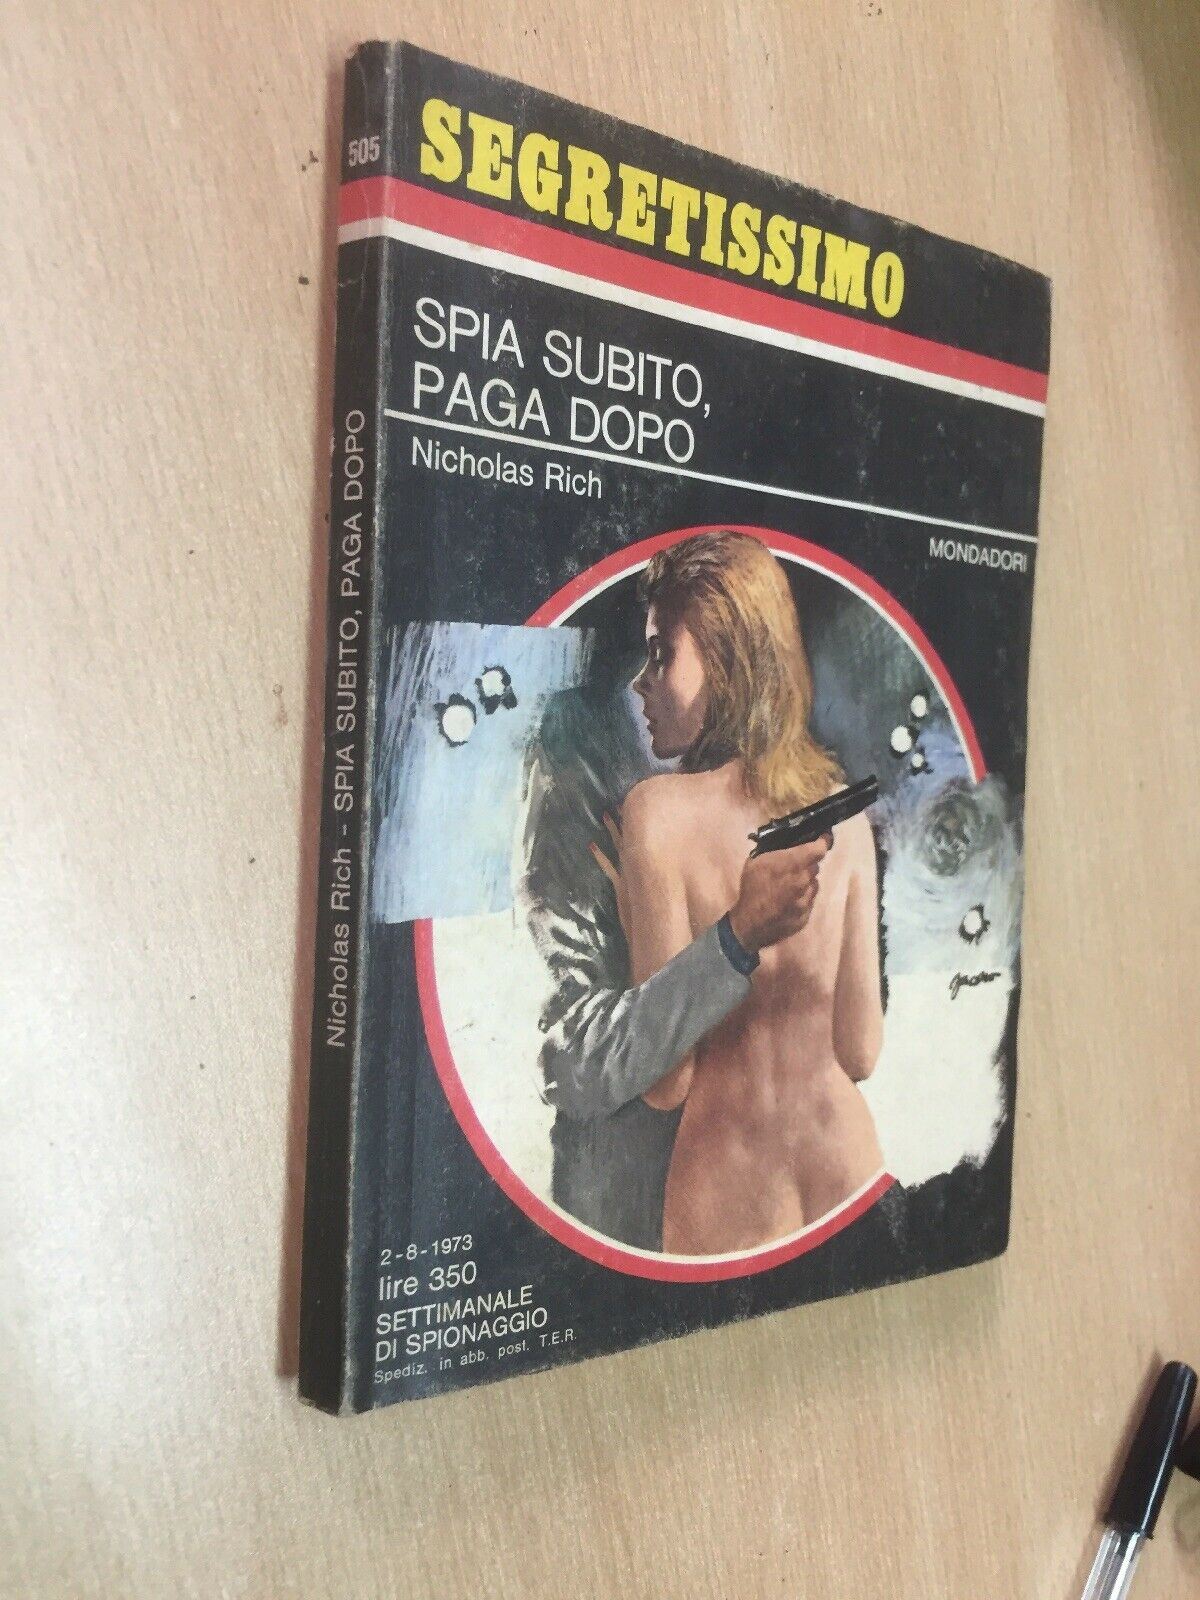 505
Nicholas Rich - SPIA SUBITO, PAGA DOPO
SEGRETISSIMO
SPIA SUBITO,
PAGA DOPO
Nicholas Rich
MONDADORI
2-8-1973
lire 350
SETTIMANALE
DI SPIONAGGIO
Spediz. in abb. post. T.E.R.